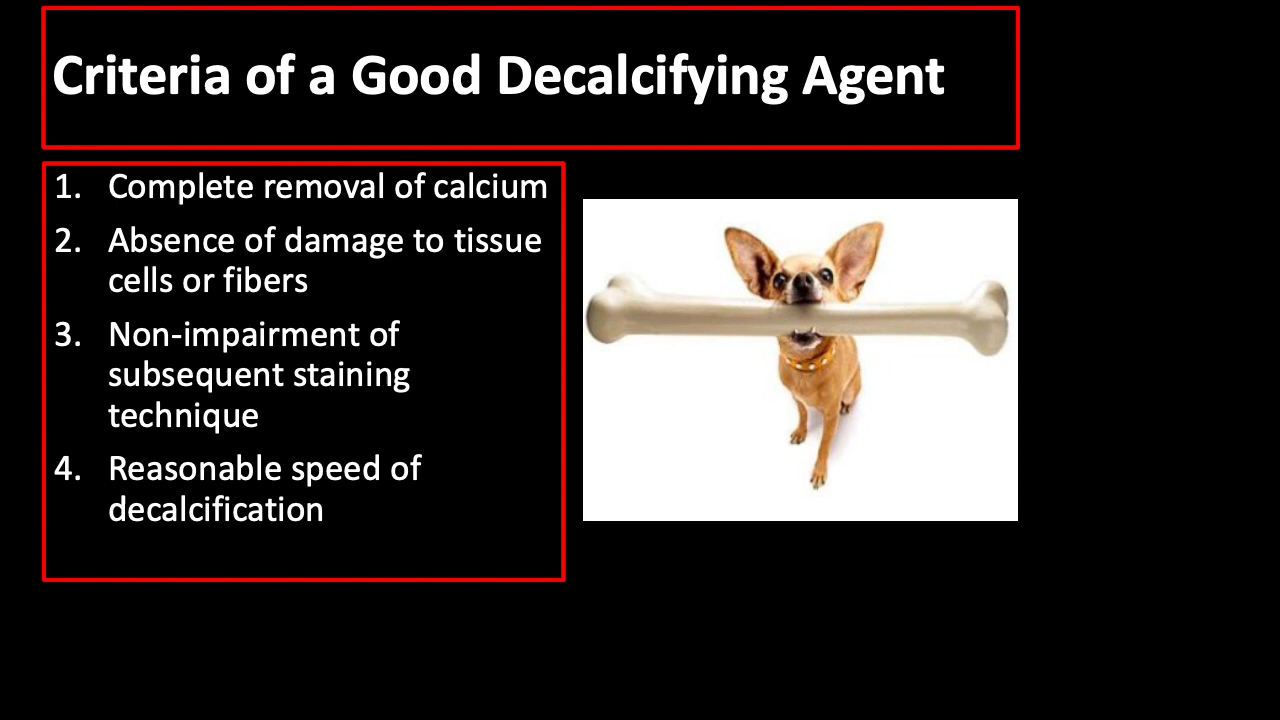 Criteria of a Good Decalcifying Agent
1. Complete removal of calcium
2. Absence of damage to tissue
cells or fibers
3. Non-impairment of
subsequent staining
technique
4. Reasonable speed of
decalcification